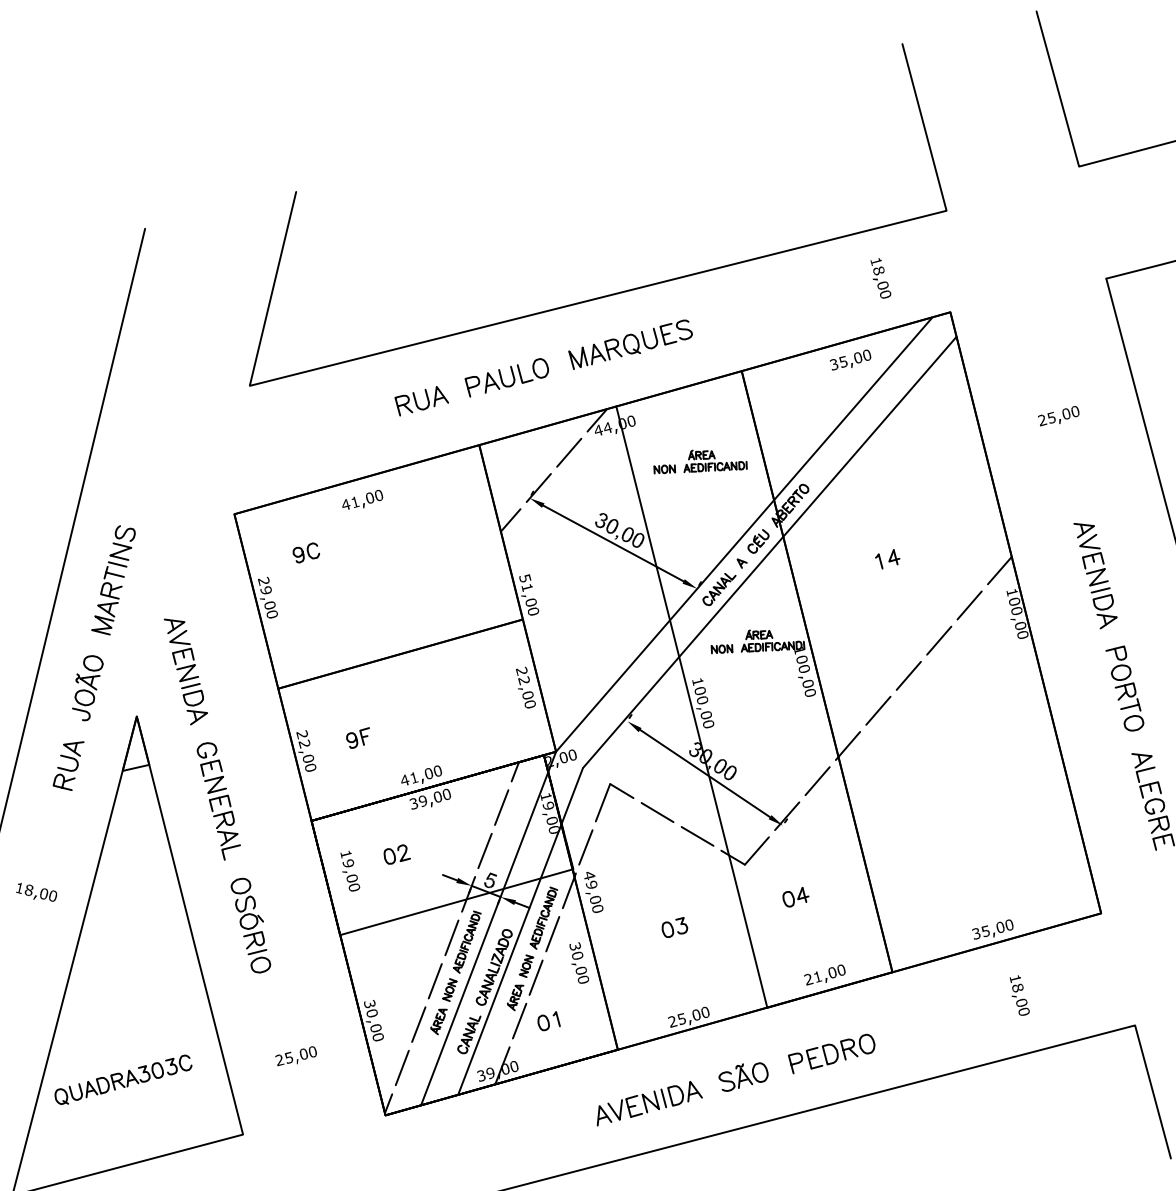 18,00
RUA PAULO MARQUES
35,00
25,00
44,00
ÁREA
NON AEDIFICANDI
41,00
30,00
CANAL A CÉU ABERTO
9C
14
RUA JOÃO MARTINS
29,00
51,00
AVENIDA PORTO ALEGRE
100,00
AVENIDA GENERAL OSÓRIO
ÁREA
NON AEDIFICANDI
100,00
22,00
100,00
9F
22,00
30,00
41,00
2,00
39,00
19,00
02
19,00
5
18,00
49,00
04
03
ÁREA NON AEDIFICANDI
CANAL CANALIZADO
ÁREA NON AEDIFICANDI
30,00
35,00
21,00
18,00
30,00
01
25,00
25,00
39,00
QUADRA303C
AVENIDA SÃO PEDRO